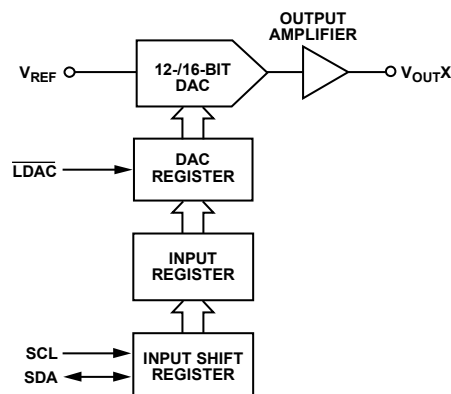 OUTPUT
AMPLIFIER
VREF
12-/16-BIT
DAC
VOUTX
LDAC
DAC
REGISTER
INPUT
REGISTER
SCL
SDA
INPUT SHIFT
REGISTER